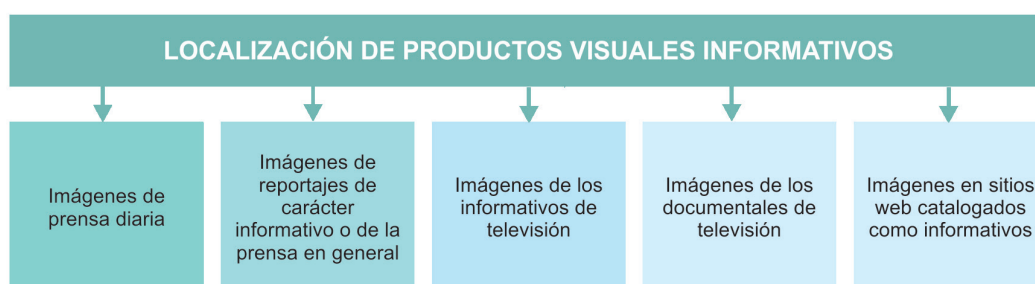 LOCALIZACIÓN DE PRODUCTOS VISUALES INFORMATIVOS
Imágenes de
prensa diaria
Imágenes de
reportajes de
carácter
informativo o de la
prensa en general
Imágenes de los
informativos de
televisión
Imágenes de los
documentales de
televisión
Imágenes en sitios
web catalogados
como informativos